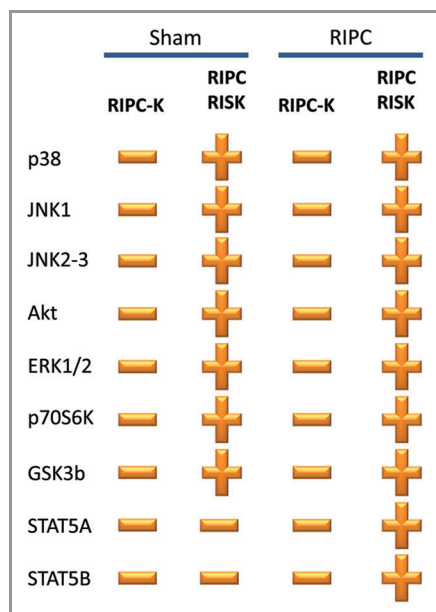 Sham RIPC
RIPC-K RIPC RISK RIPC-K RIPC RISK
p38
JNK1
JNK2-3
Akt
ERK1/2
p70S6K
GSK3b
STAT5A
STAT5B